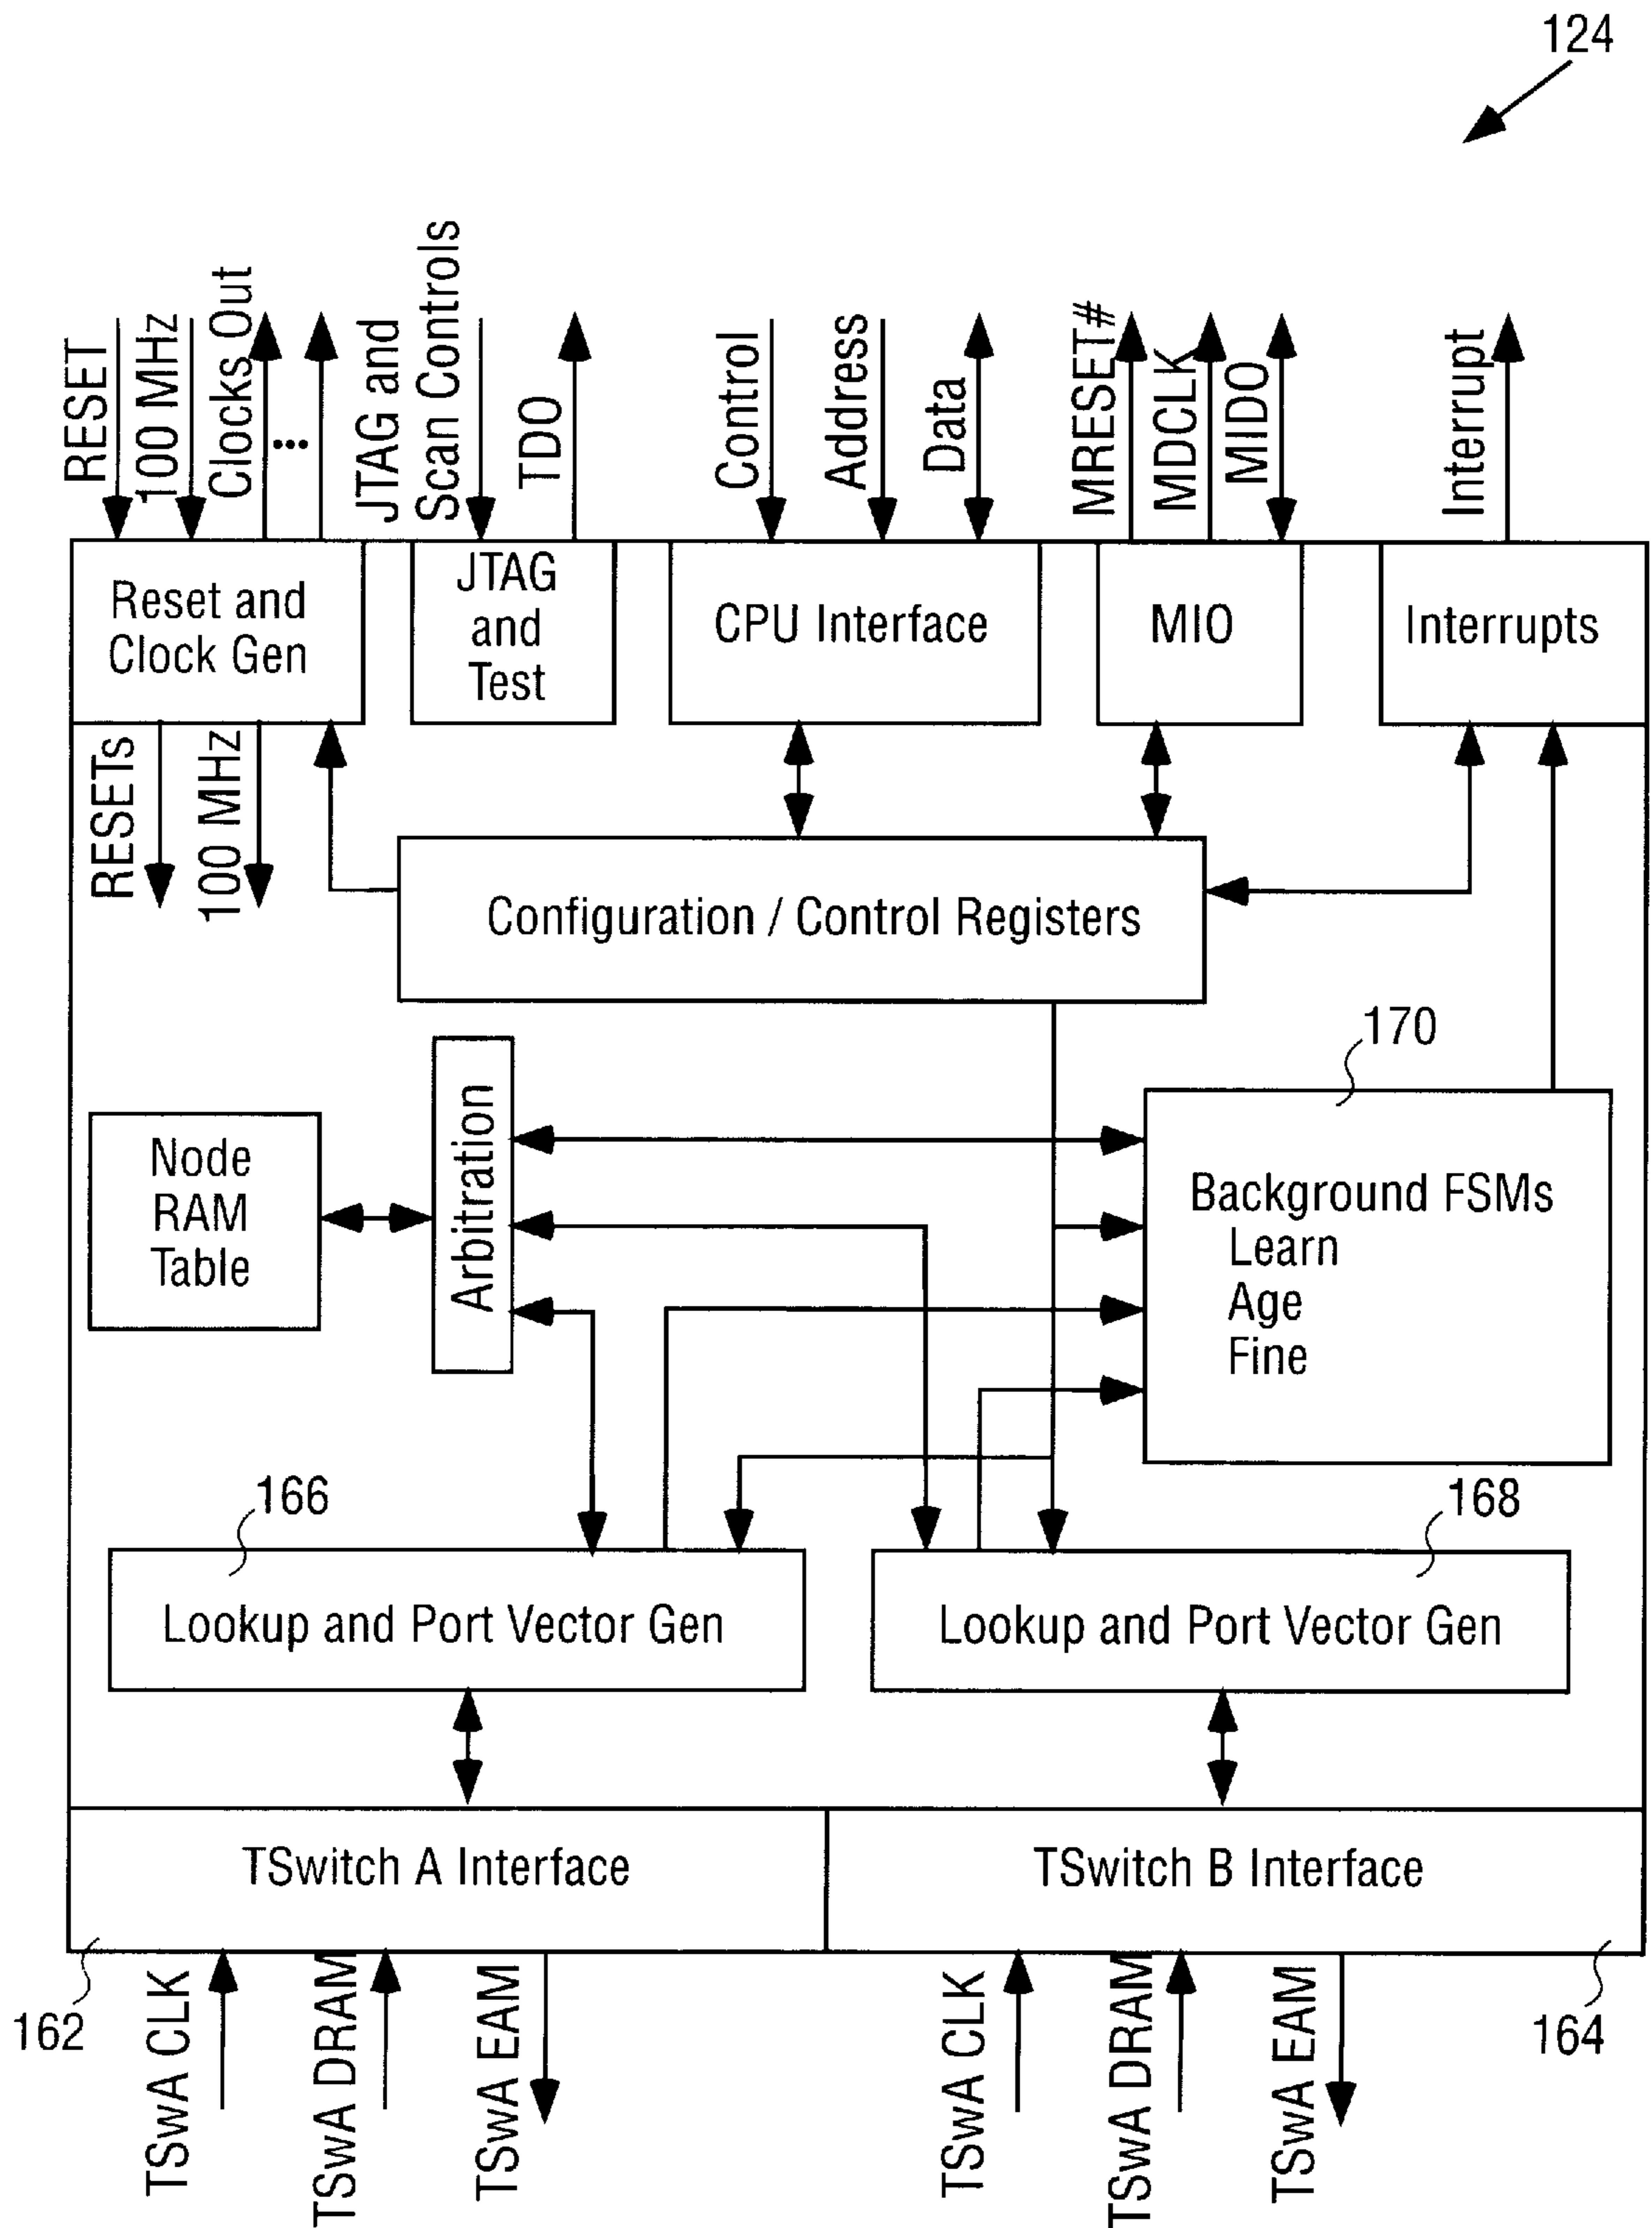 124
RESET
100 MHz
Clocks Out
...
JTAG and
Scan Controls
TDO
Control
Address
Data
MRESET#
MDCLK
MIDO
Interrupt
Reset and
Clock Gen
JTAG
and
Test
CPU Interface
MIO
Interrupts
RESETs
100 MHz
Configuration / Control Registers
170
Node
RAM
Table
Arbitration
Background FSMs
Learn
Age
Fine
166
168
Lookup and Port Vector Gen
Lookup and Port Vector Gen
TSwitch A Interface
TSwitch B Interface
162
164
TSwA CLK
TSwA DRAM
TSwA EAM
TSwA CLK
TSwA DRAM
TSwA EAM